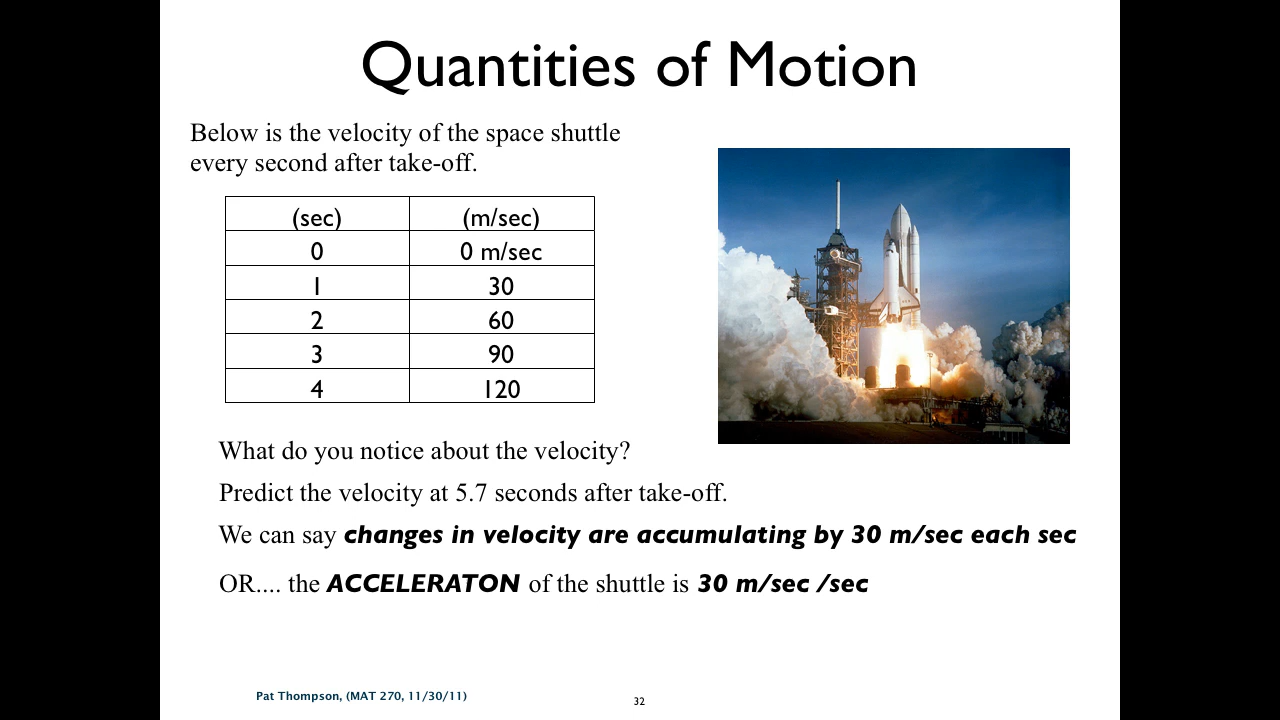 Quantities of Motion
Below is the velocity of the space shuttle
every second after take-off.
(sec) (m/sec)
0 0 m/sec
1 30
2 60
3 90
4 120
What do you notice about the velocity?
Predict the velocity at 5.7 seconds after take-off.
We can say changes in velocity are accumulating by 30 m/sec each sec
OR.... the ACCELERATON of the shuttle is 30 m/sec /sec
Pat Thompson, (MAT 270, 11/30/11)
32